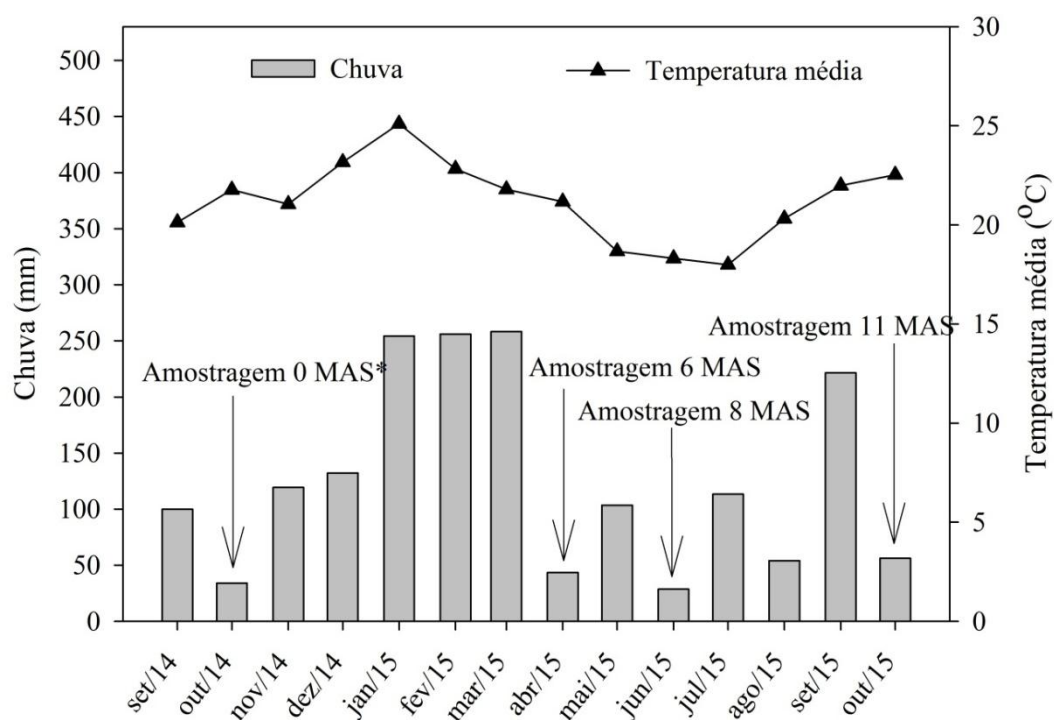 Chuva
Temperatura média
Chuva (mm)
500
450
400
350
300
250
200
150
100
50
0
Amostragem 0 MAS*
Amostragem 6 MAS
Amostragem 8 MAS
Amostragem 11 MAS
30
25
20
15
10
5
0
Temperatura média (°C)
set/14
out/14
nov/14
dez/14
jan/15
fev/15
mar/15
abr/15
mai/15
jun/15
jul/15
ago/15
set/15
out/15